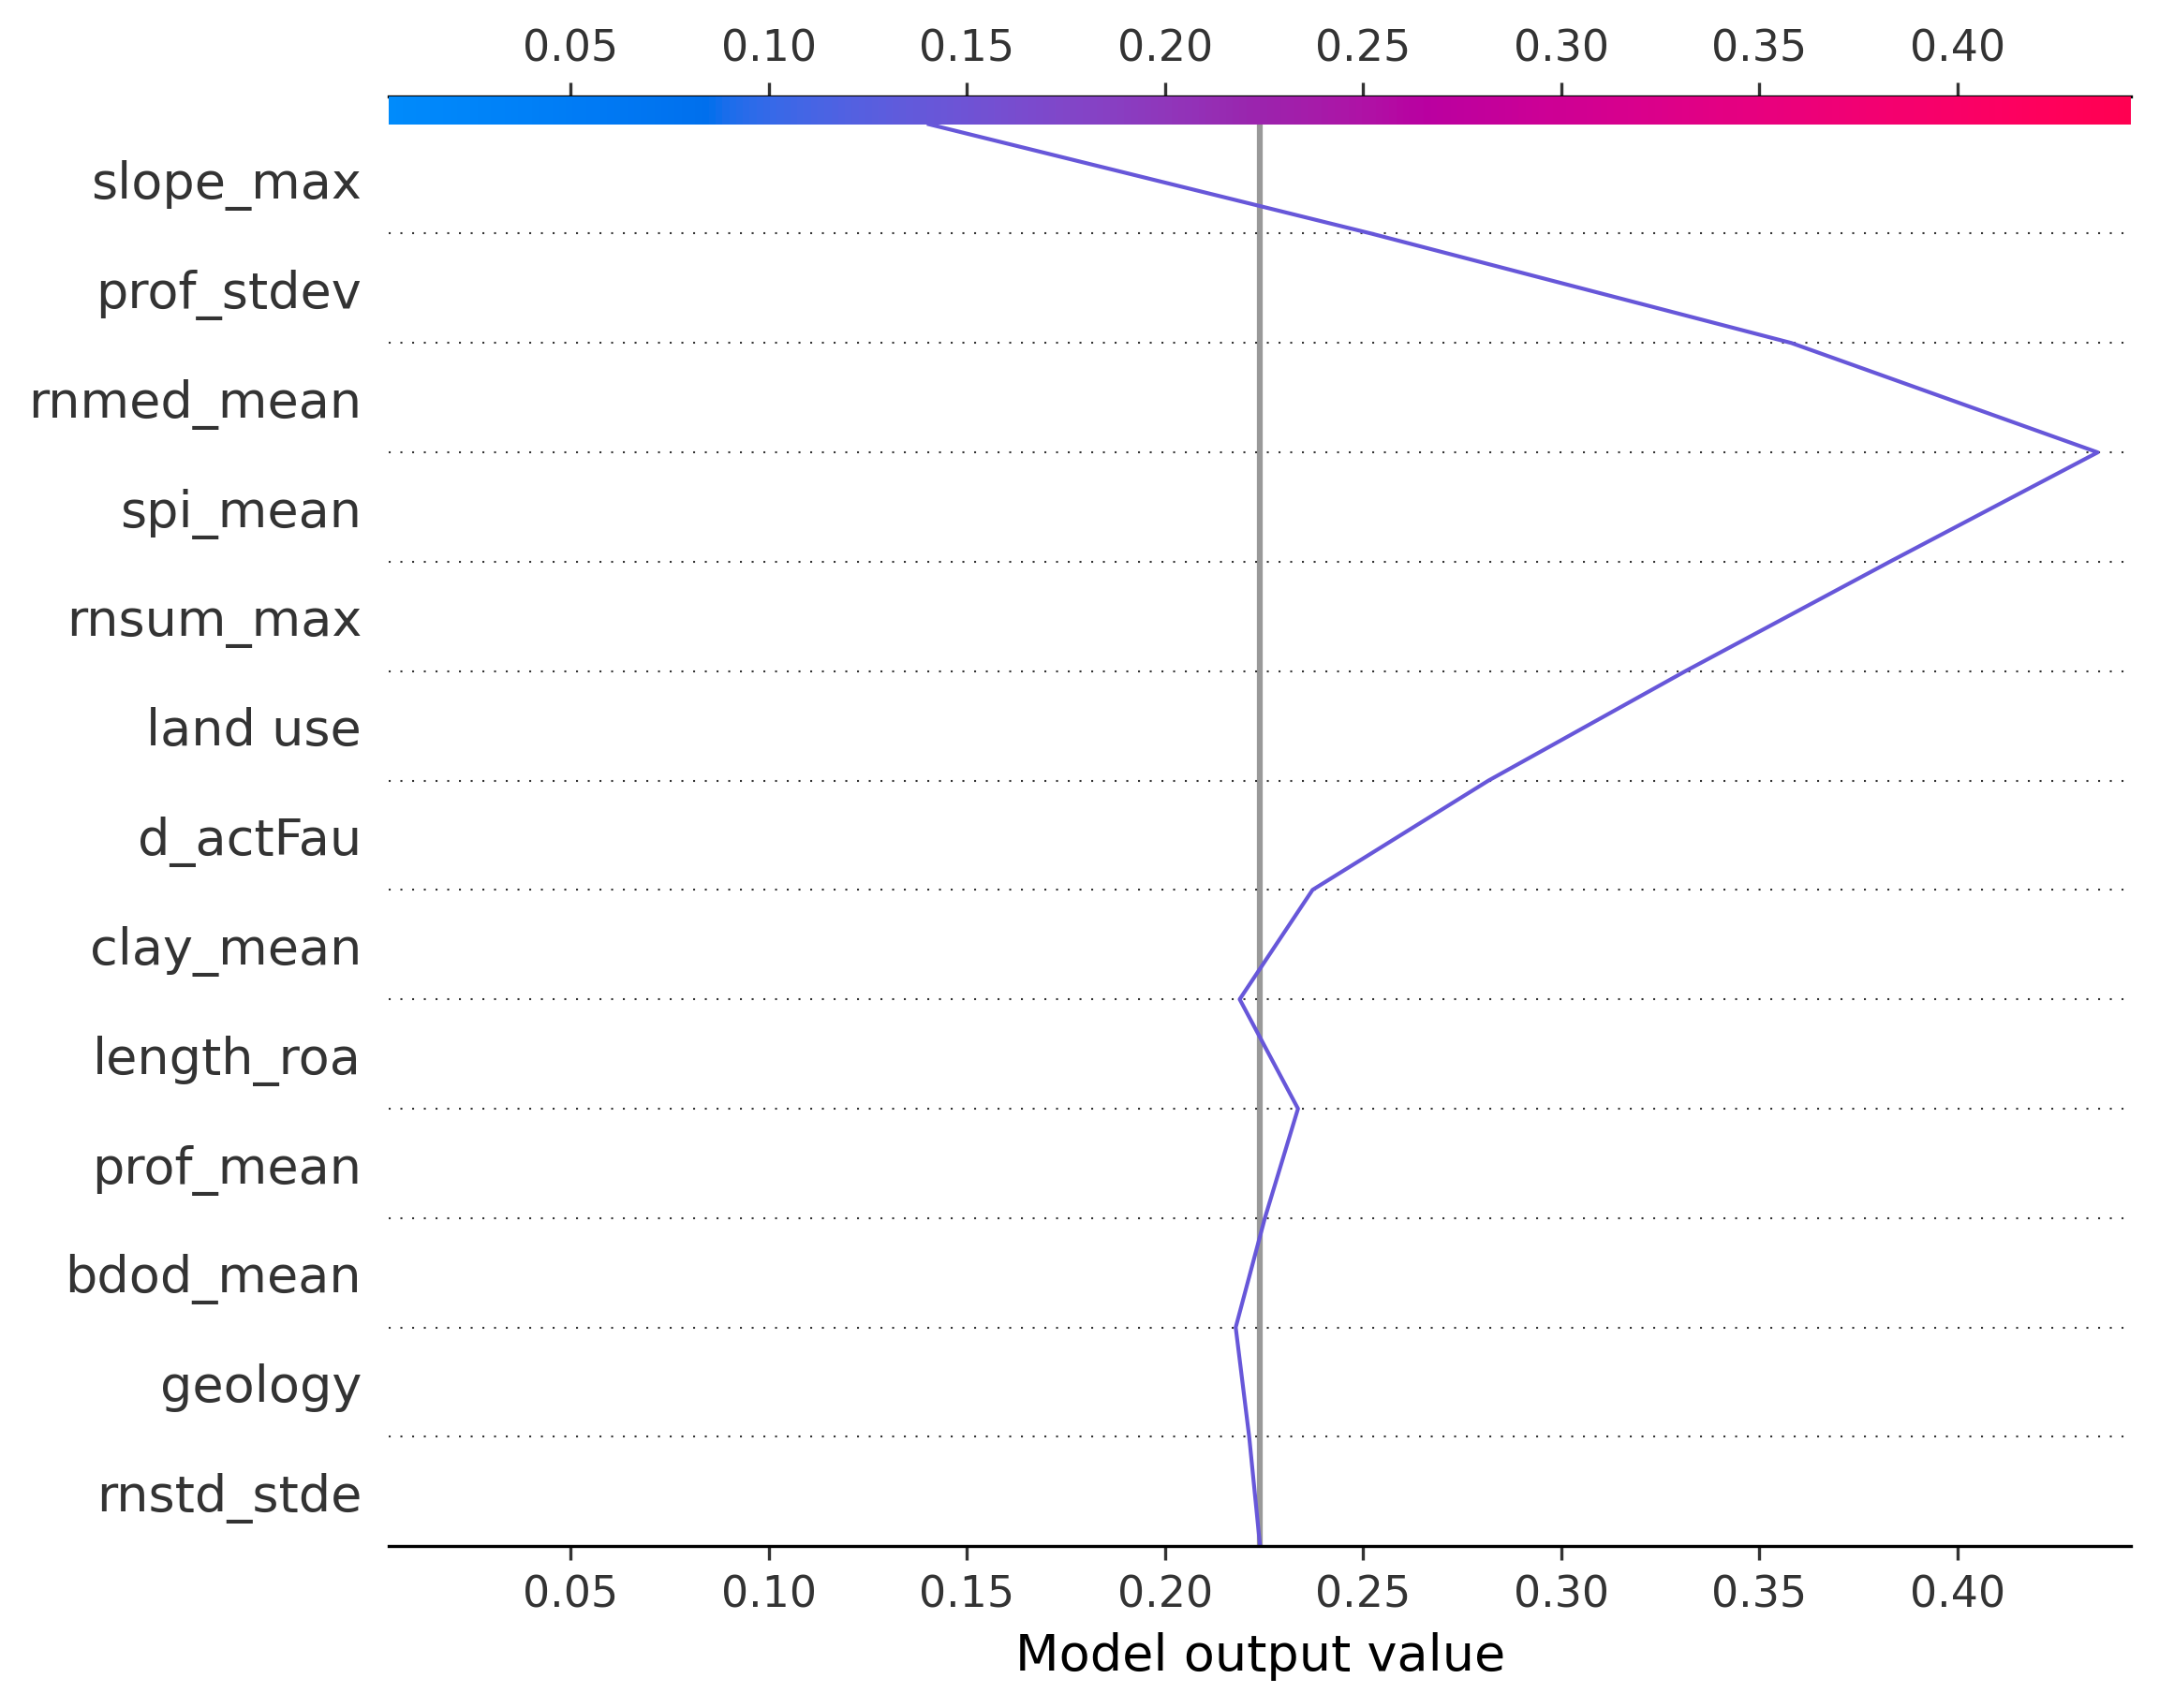 0.05 0.10 0.15 0.20 0.25 0.30 0.35 0.40
slope_max
prof_stdev
rnmed_mean
spi_mean
rnsum_max
land use
d_actFau
clay_mean
length_roa
prof_mean
bdod_mean
geology
rnstd_stde
0.05 0.10 0.15 0.20 0.25 0.30 0.35 0.40
Model output value